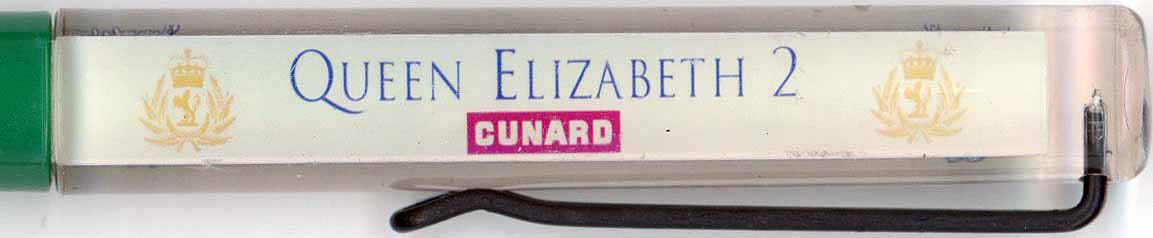 QUEEN ELIZABETH 2
CUNARD